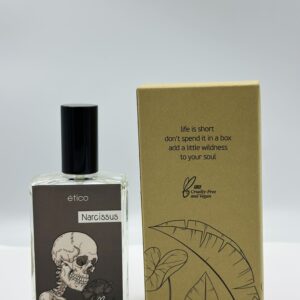 ético
Narcissus
life is short
don't spend it in a box
add a little wildness
to your soul
Cruelty-Free
and Vegan